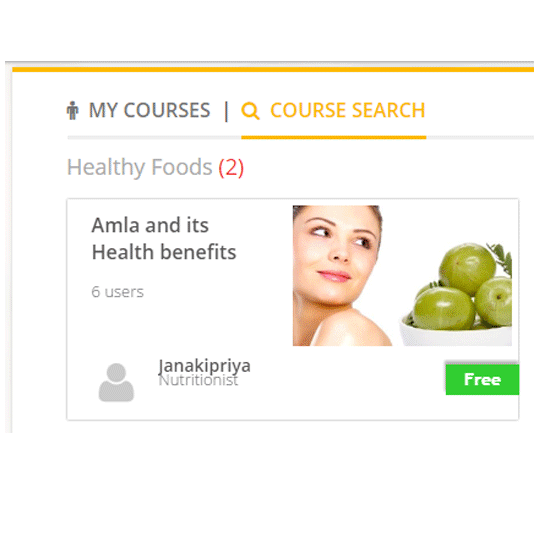 MY COURSES | COURSE SEARCH
Healthy Foods (2)
Amla and its
Health benefits
6 users
Janakipriya
Nutritionist
Free